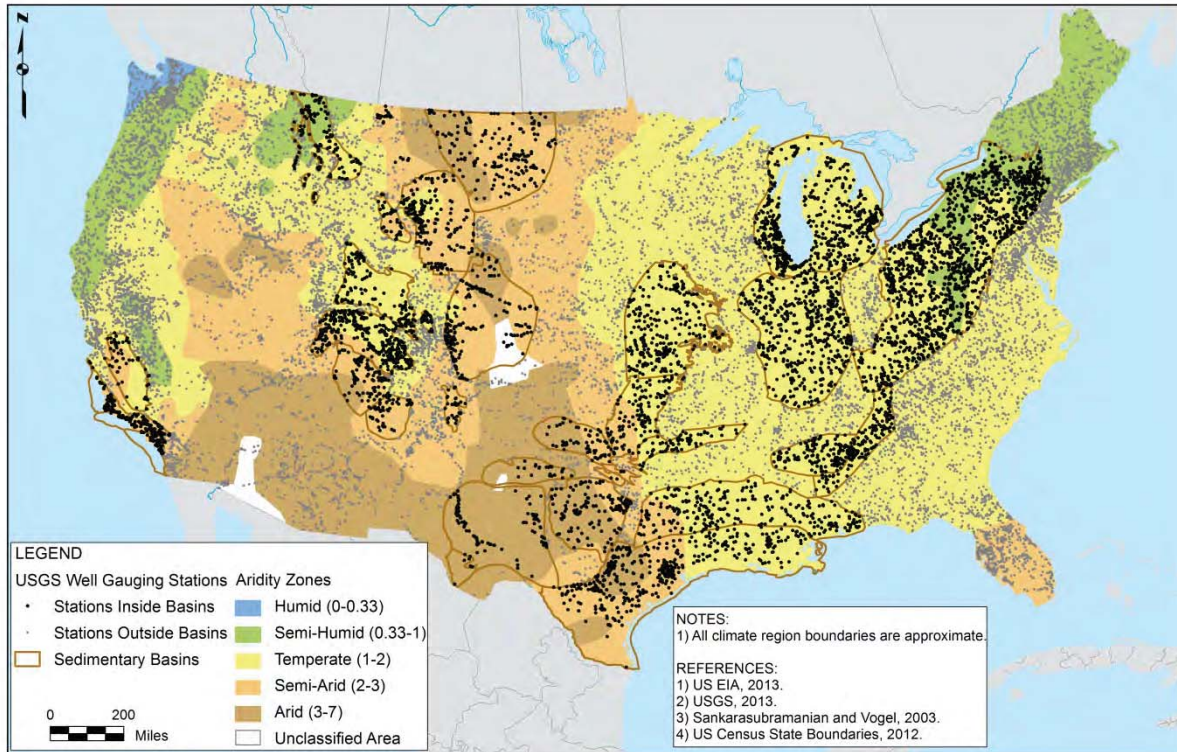 N
LEGEND
USGS Well Gauging Stations
Stations Inside Basins
Stations Outside Basins
Sedimentary Basins
0 200
Miles
Aridity Zones
Humid (0-0.33)
Semi-Humid (0.33-1)
Temperate (1-2)
Semi-Arid (2-3)
Arid (3-7)
Unclassified Area
NOTES:
1) All climate region boundaries are approximate.
REFERENCES:
1) US EIA, 2013.
2) USGS, 2013.
3) Sankarasubramanian and Vogel, 2003.
4) US Census State Boundaries, 2012.